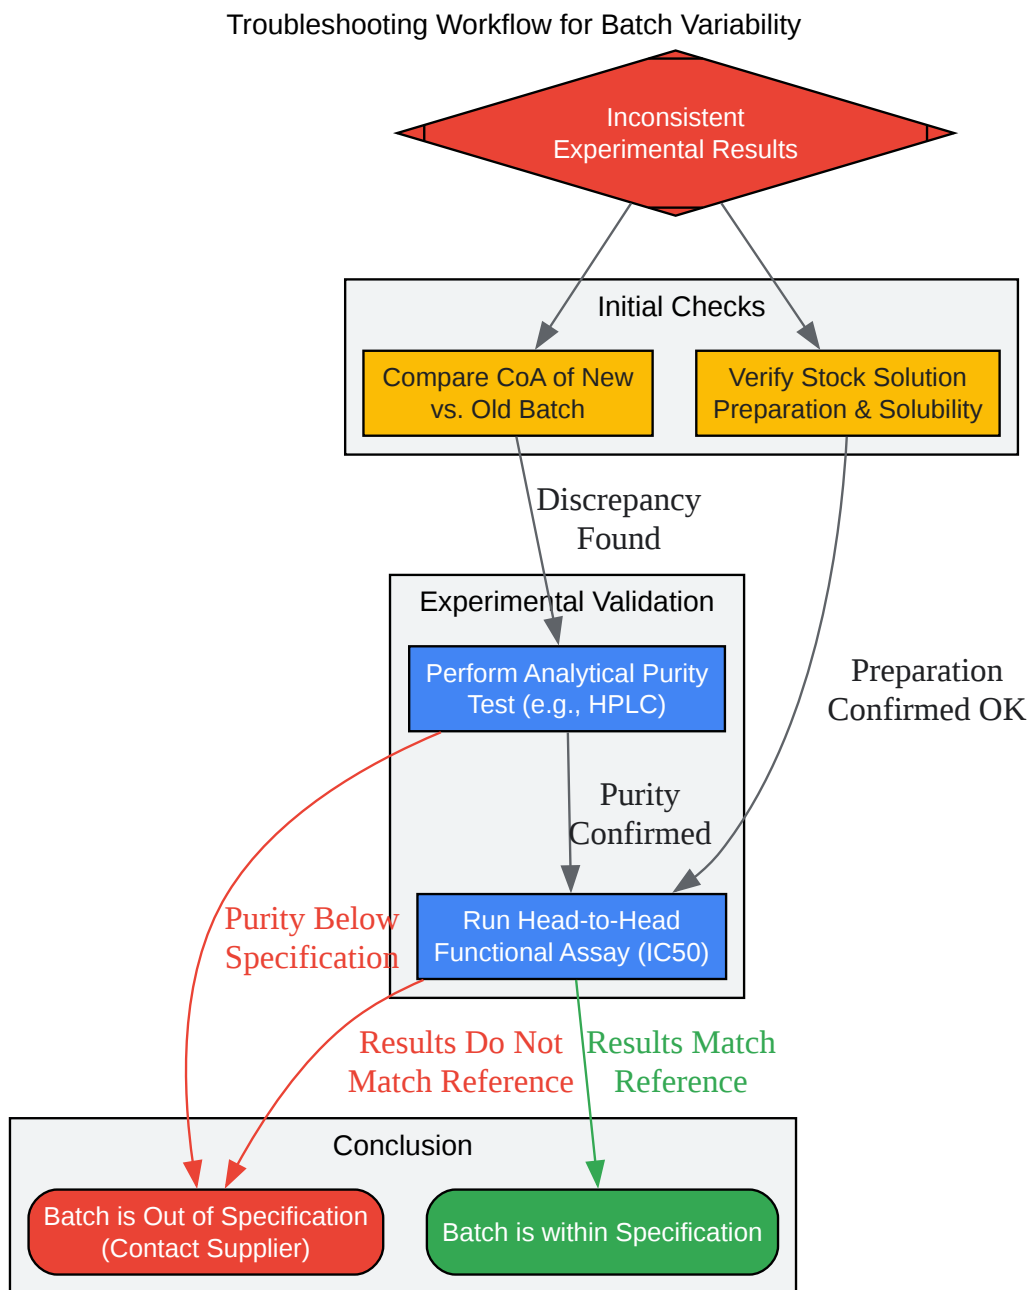 Troubleshooting Workflow for Batch Variability
Inconsistent
Experimental Results
Initial Checks
Compare CoA of New
vs. Old Batch
Verify Stock Solution
Preparation & Solubility
Discrepancy
Found
Experimental Validation
Perform Analytical Purity
Test (e.g., HPLC)
Preparation
Confirmed OK
Purity
Confirmed
Purity Below
Specification
Run Head-to-Head
Functional Assay (IC50)
Results Do Not
Match Reference
Results Match
Reference
Conclusion
Batch is Out of Specification
(Contact Supplier)
Batch is within Specification